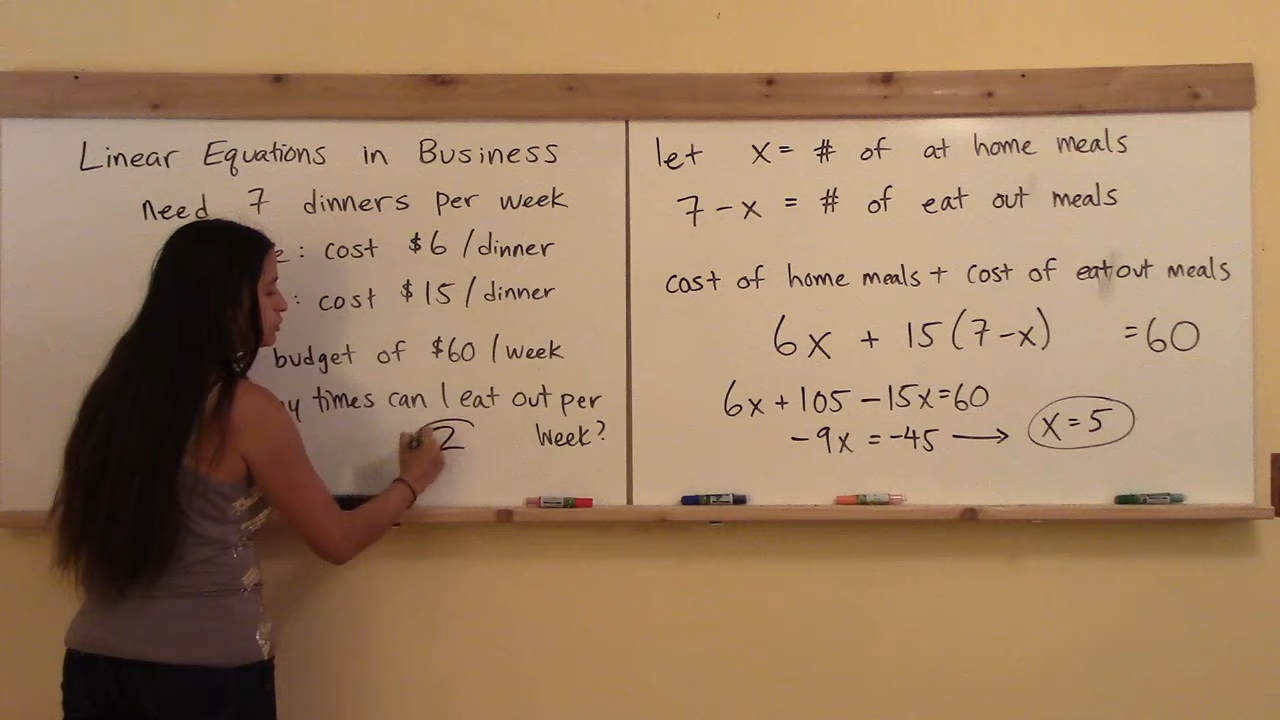 Linear Equations in Business
need 7 dinners per week
: cost $6 /dinner
: cost $15 / dinner
budget of $60 /week
times can I eat out per
2 week?
let x = # of at home meals
7 - x = # of eat out meals
cost of home meals + cost of eat out meals
6x + 15(7-x) = 60
6x + 105 - 15x = 60
-9x = -45 → x = 5